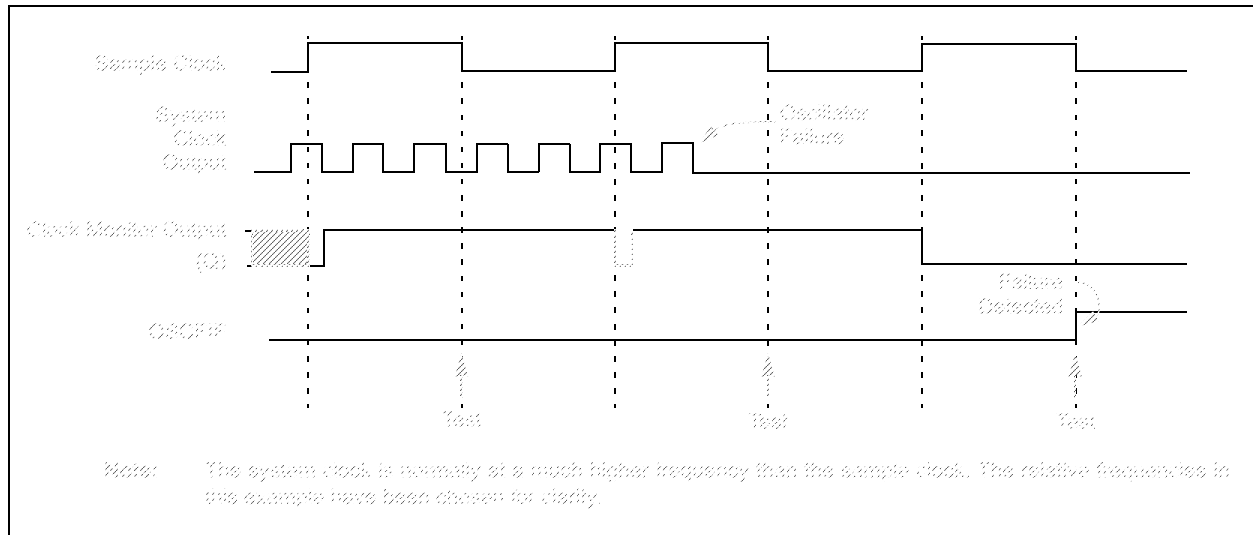 Sample Clock
System
Clock
Output
Oscillator
Failure
Clock Monitor Output
(Q)
Failure
Detected
OSCFIF
Test
Test
Test
Note: The system clock is normally at a much higher frequency than the sample clock. The relative frequencies in
this example have been chosen for clarity.